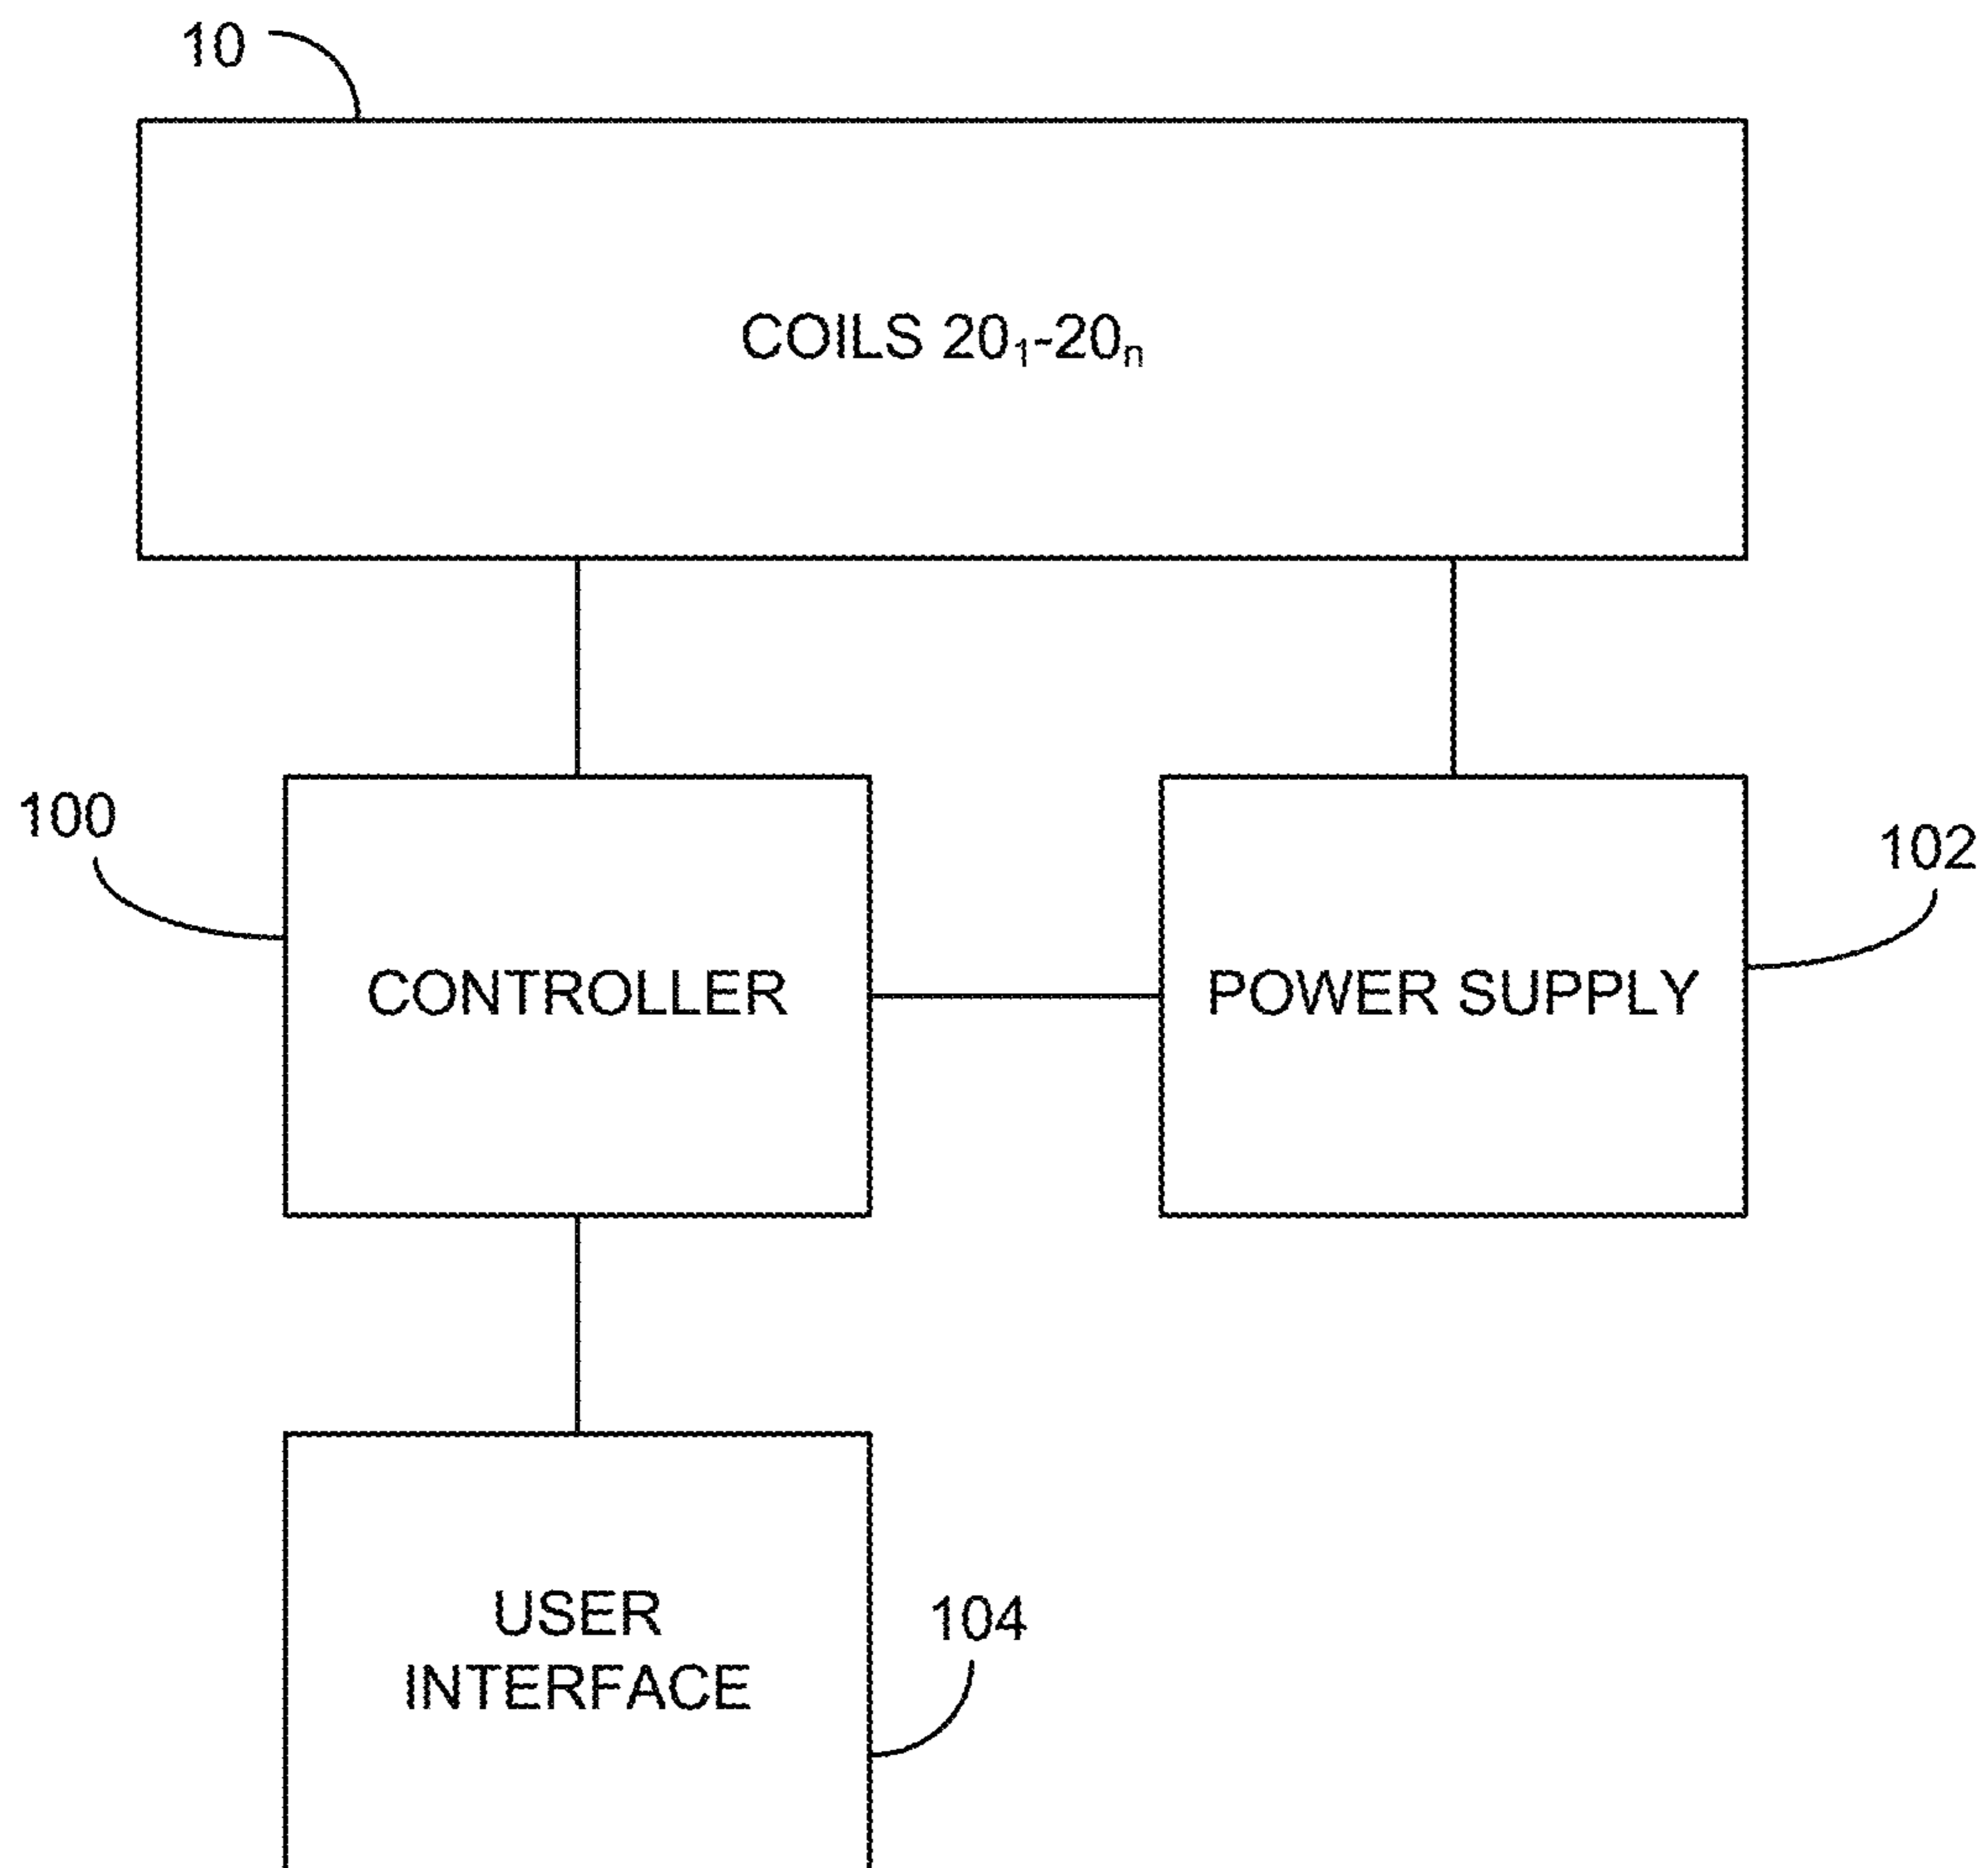 10
COILS 20₁-20ₙ
100
102
CONTROLLER
POWER SUPPLY
USER
INTERFACE
104